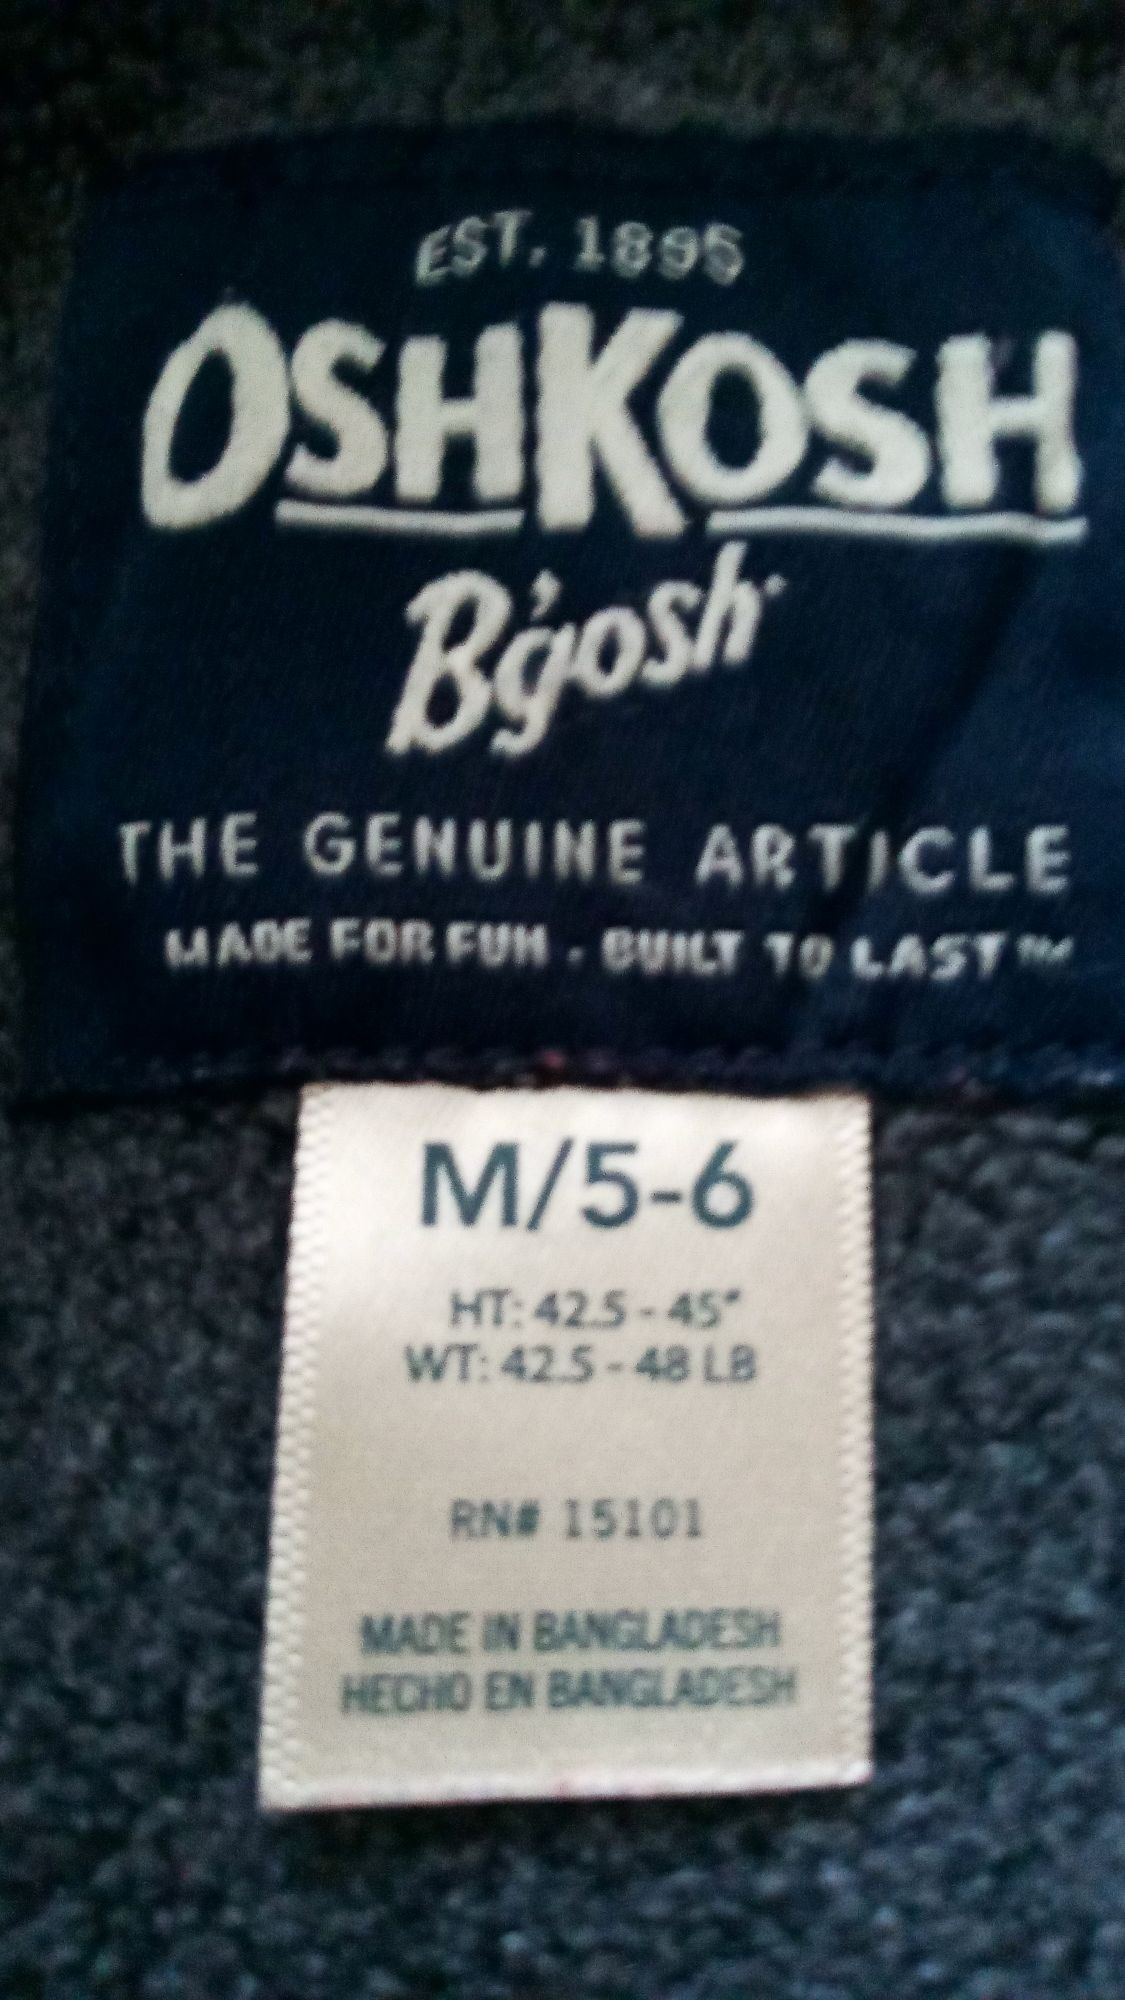 EST. 1895
OSHKOSH
B'gosh
THE GENUINE ARTICLE
MADE FOR FUN · BUILT TO LAST™
M/5-6
HT: 42.5 - 45"
WT: 42.5 - 48 LB
RN# 15101
MADE IN BANGLADESH
HECHO EN BANGLADESH